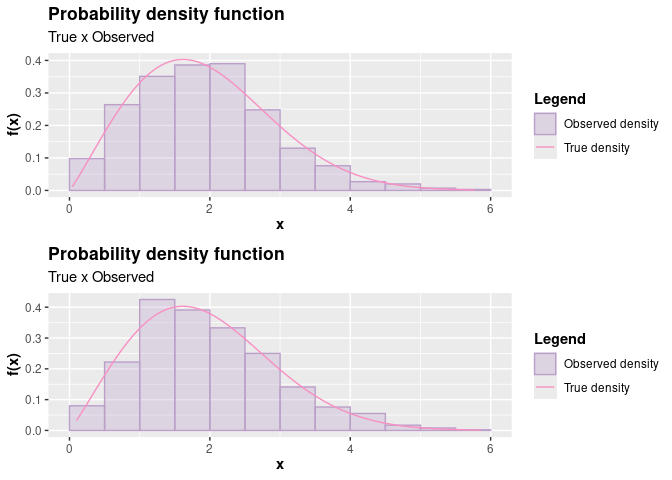 Probability density function
True x Observed
0.4
0.3
0.2
0.1
0.0
f(x)
0 2 4 6
x
Legend
Observed density
True density
Probability density function
True x Observed
0.4
0.3
0.2
0.1
0.0
f(x)
0 2 4 6
x
Legend
Observed density
True density